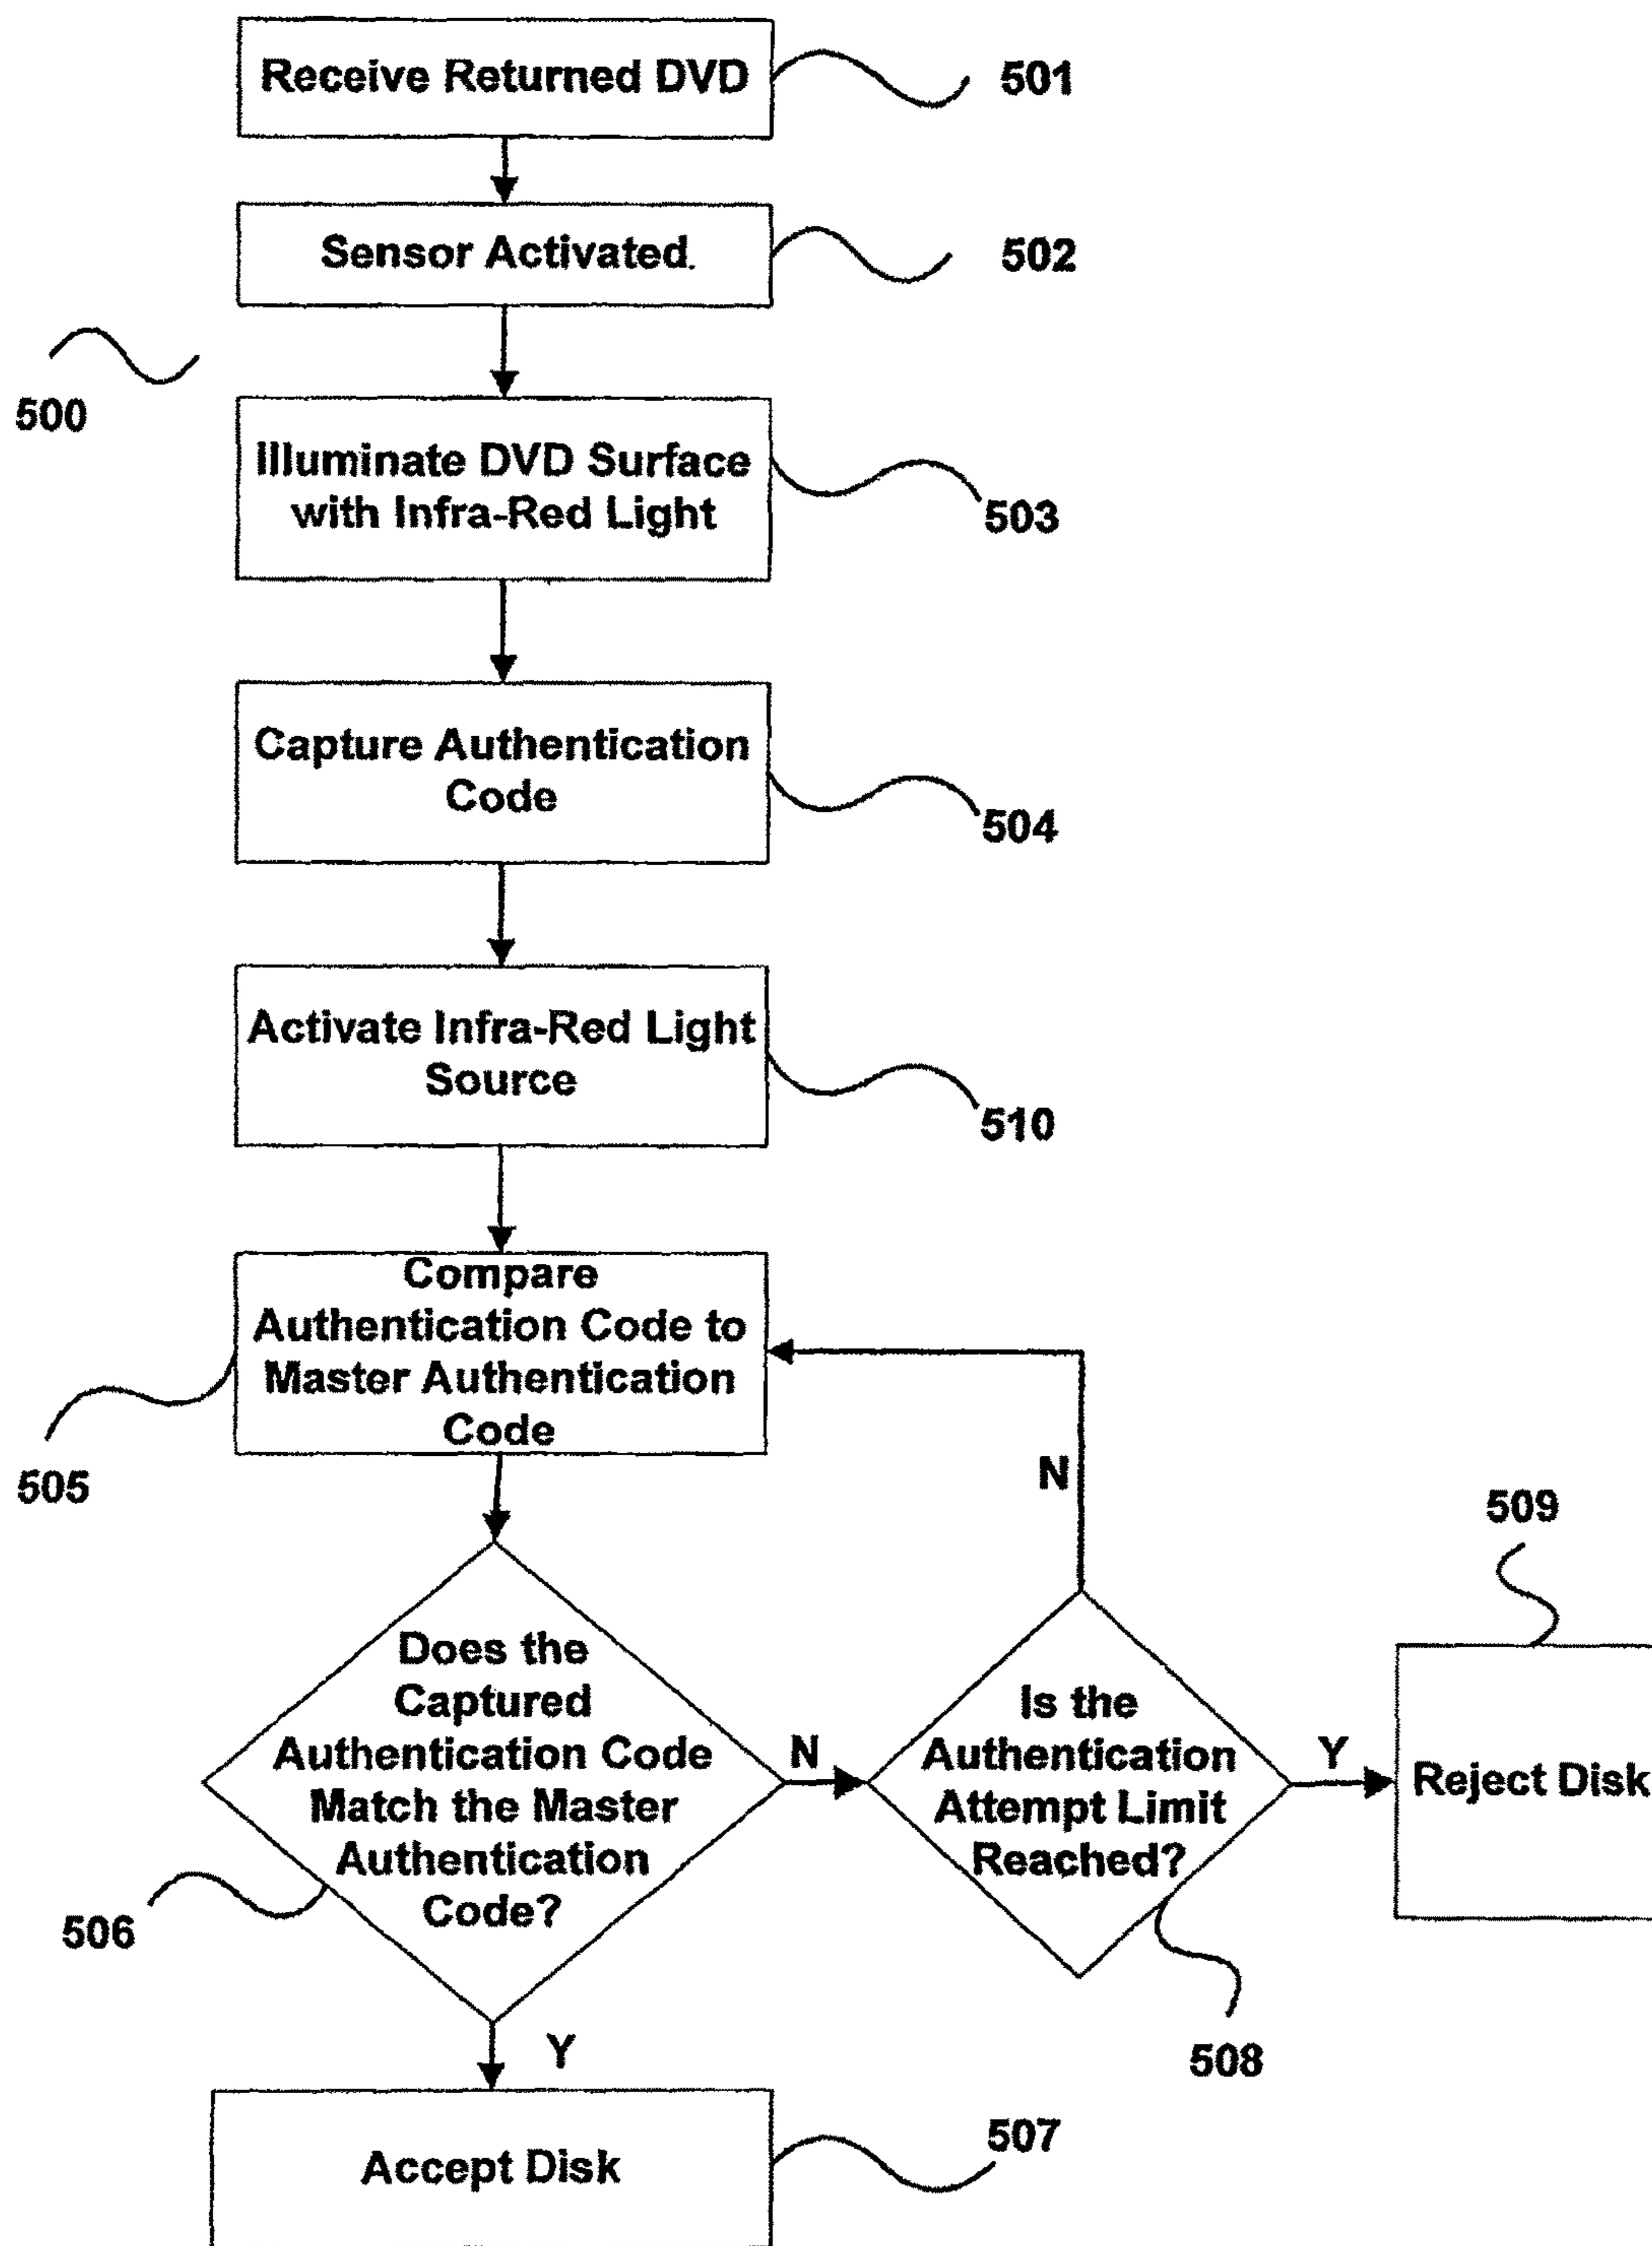 Receive Returned DVD
501
Sensor Activated.
502
500
Illuminate DVD Surface
with Infra-Red Light
503
Capture Authentication
Code
504
Activate Infra-Red Light
Source
510
Compare
Authentication Code to
Master Authentication
Code
505
N
509
Does the
Captured
Authentication Code
Match the Master
Authentication
Code?
506
N
Is the
Authentication
Attempt Limit
Reached?
508
Y
Reject Disk
Y
Accept Disk
507